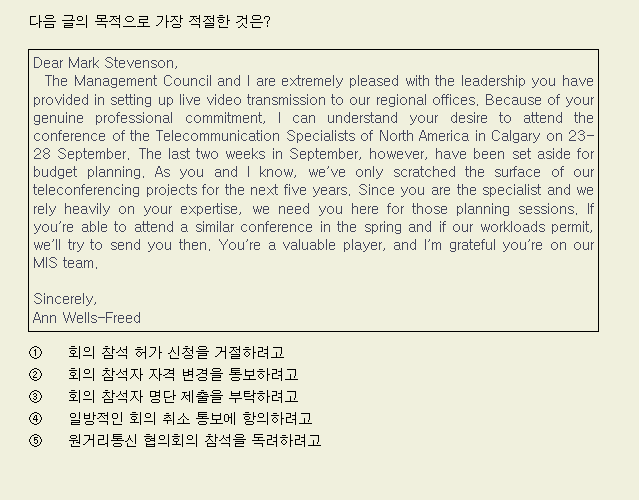 다음 글의 목적으로 가장 적절한 것은?
Dear Mark Stevenson,
The Management Council and I are extremely pleased with the leadership you have
provided in setting up live video transmission to our regional offices. Because of your
genuine professional commitment, I can understand your desire to attend the
conference of the Telecommunication Specialists of North America in Calgary on 23-
28 September. The last two weeks in September, however, have been set aside for
budget planning. As you and I know, we've only scratched the surface of our
teleconferencing projects for the next five years. Since you are the specialist and we
rely heavily on your expertise, we need you here for those planning sessions. If
you're able to attend a similar conference in the spring and if our workloads permit,
we'll try to send you then. You're a valuable player, and I'm grateful you're on our
MIS team.
Sincerely,
Ann Wells-Freed
① 회의 참석 허가 신청을 거절하려고
② 회의 참석자 자격 변경을 통보하려고
③ 회의 참석자 명단 제출을 부탁하려고
④ 일방적인 회의 취소 통보에 항의하려고
⑤ 원거리통신 협의회의 참석을 독려하려고